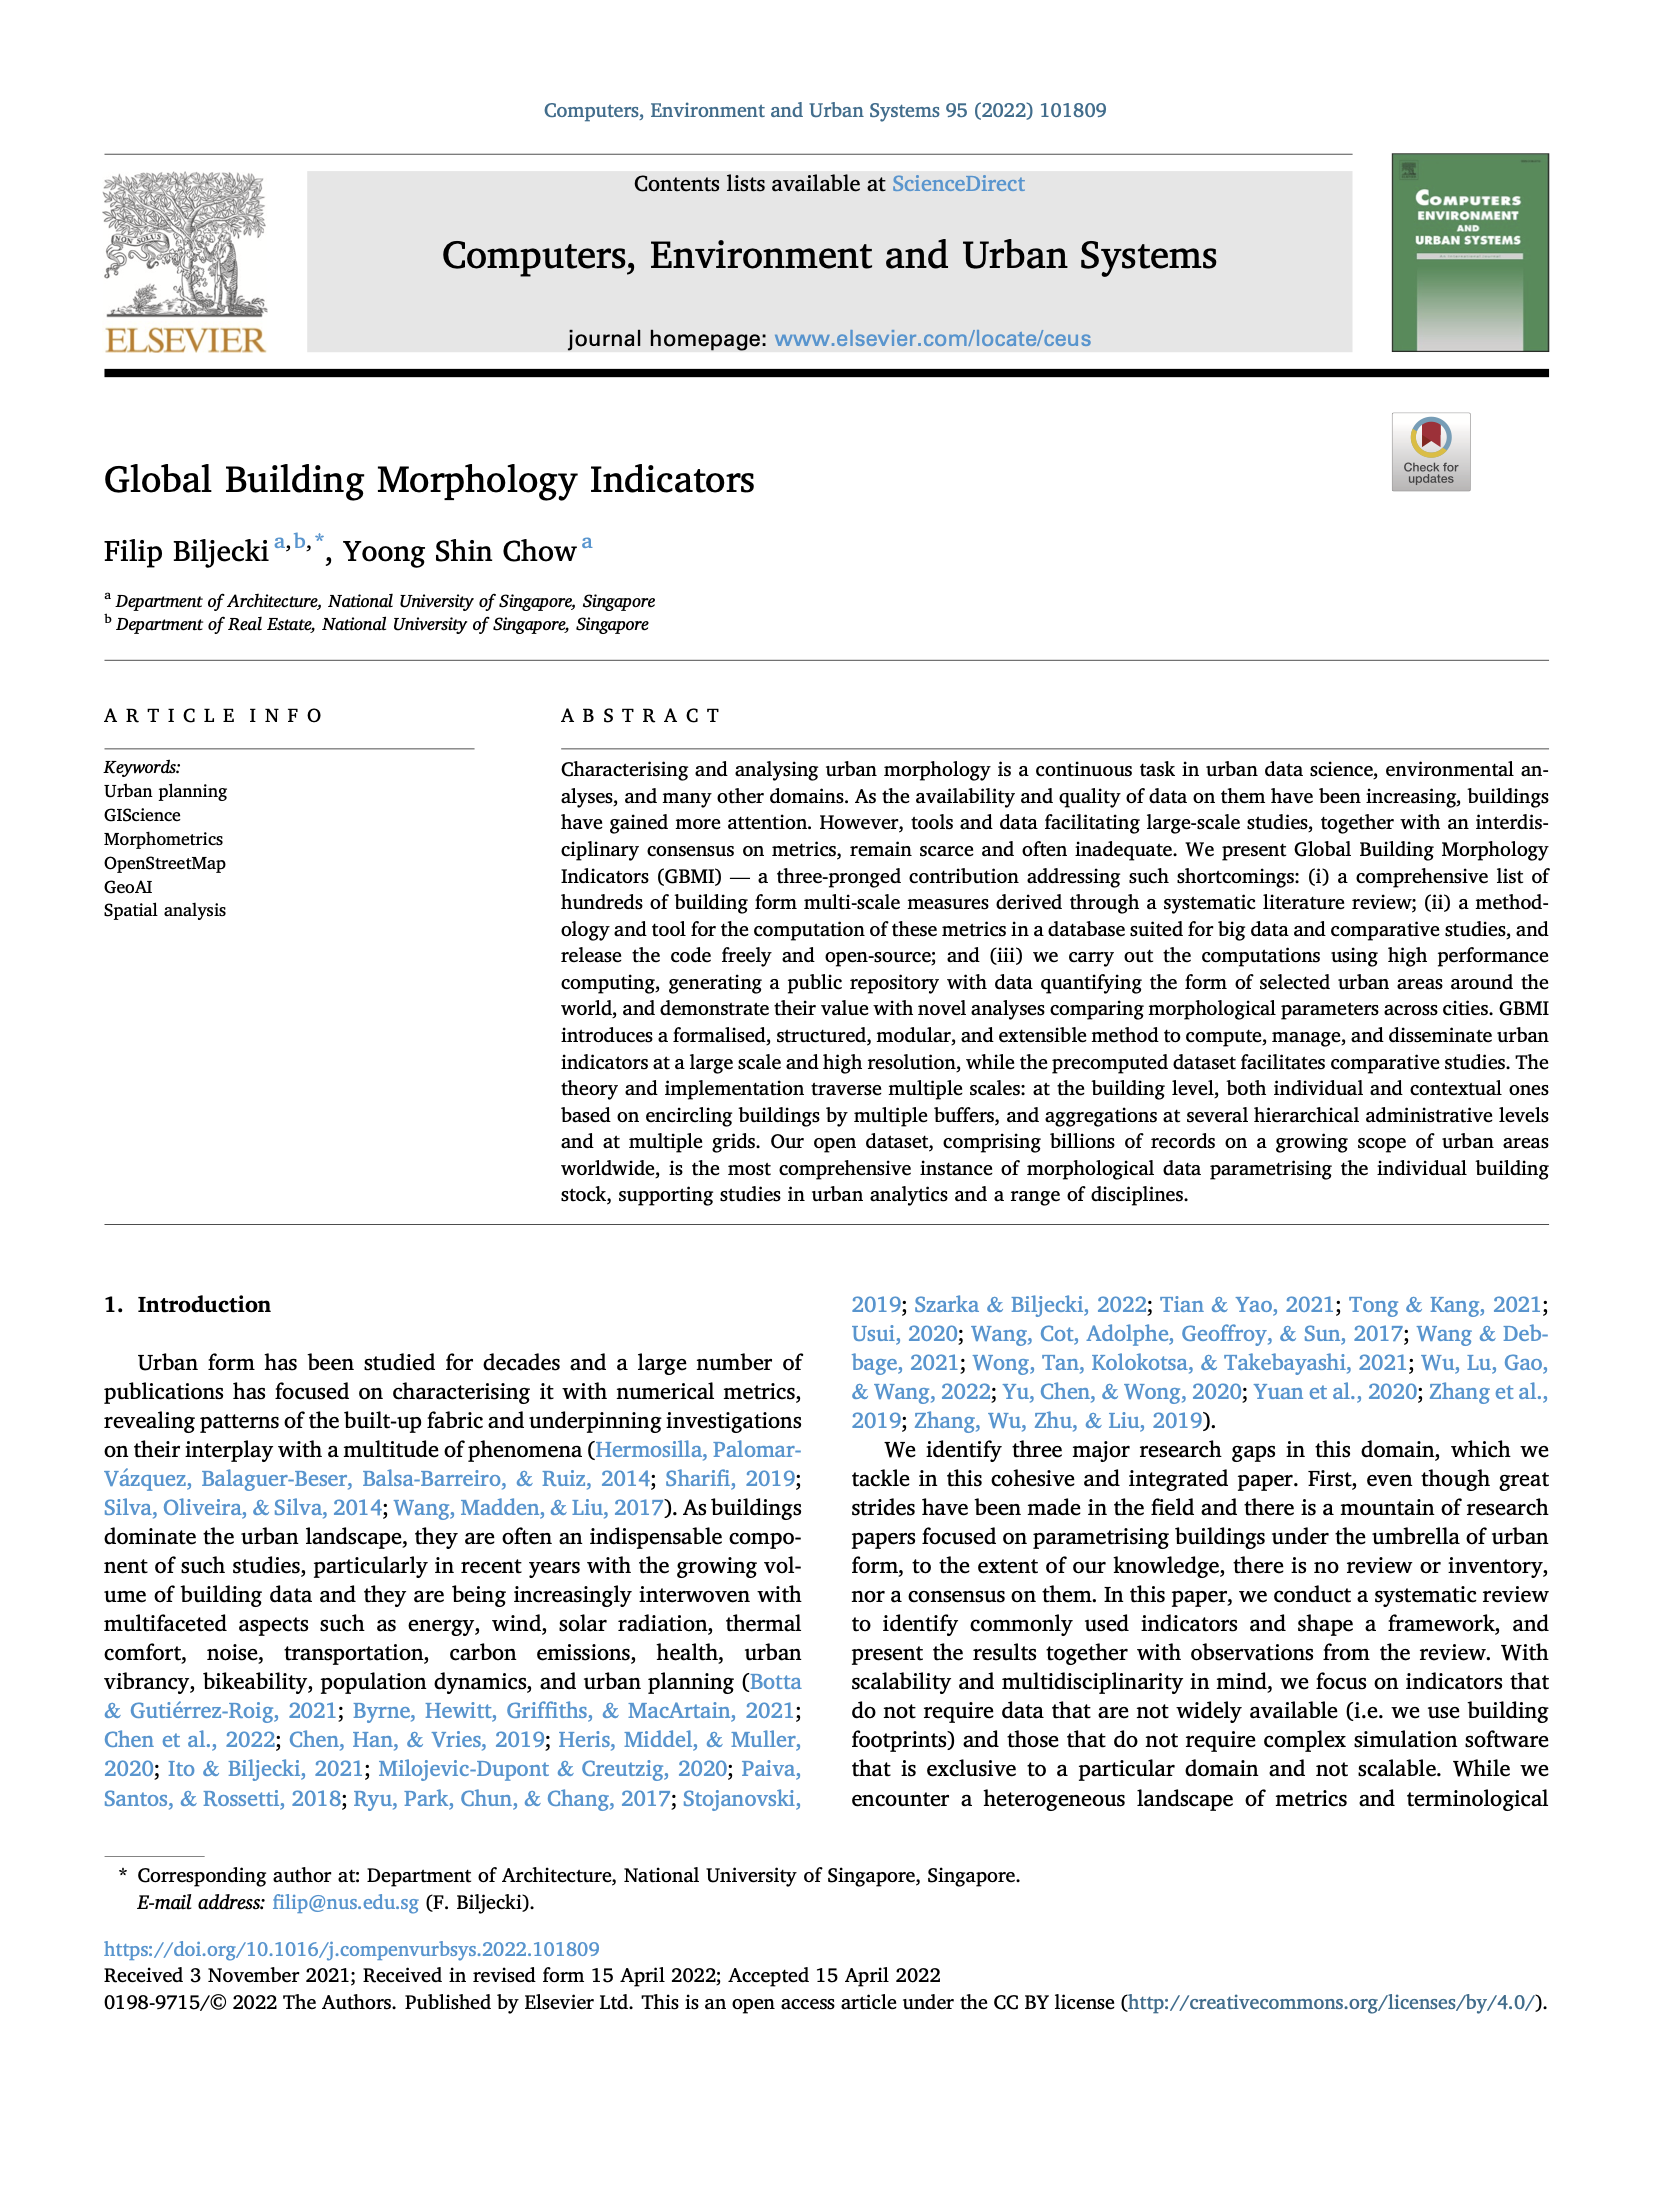 Computers, Environment and Urban Systems 95 (2022) 101809
NON SOLUS
ELSEVIER
Contents lists available at ScienceDirect
Computers, Environment and Urban Systems
journal homepage: www.elsevier.com/locate/ceus
COMPUTERS
ENVIRONMENT
AND
URBAN SYSTEMS
Check for
updates
Global Building Morphology Indicators
Filip Biljecki a,b,*, Yoong Shin Chow a
a Department of Architecture, National University of Singapore, Singapore
b Department of Real Estate, National University of Singapore, Singapore
ARTICLE INFO
Keywords:
Urban planning
GIScience
Morphometrics
OpenStreetMap
GeoAI
Spatial analysis
ABSTRACT
Characterising and analysing urban morphology is a continuous task in urban data science, environmental an-
alyses, and many other domains. As the availability and quality of data on them have been increasing, buildings
have gained more attention. However, tools and data facilitating large-scale studies, together with an interdis-
ciplinary consensus on metrics, remain scarce and often inadequate. We present Global Building Morphology
Indicators (GBMI) — a three-pronged contribution addressing such shortcomings: (i) a comprehensive list of
hundreds of building form multi-scale measures derived through a systematic literature review; (ii) a method-
ology and tool for the computation of these metrics in a database suited for big data and comparative studies, and
release the code freely and open-source; and (iii) we carry out the computations using high performance
computing, generating a public repository with data quantifying the form of selected urban areas around the
world, and demonstrate their value with novel analyses comparing morphological parameters across cities. GBMI
introduces a formalised, structured, modular, and extensible method to compute, manage, and disseminate urban
indicators at a large scale and high resolution, while the precomputed dataset facilitates comparative studies. The
theory and implementation traverse multiple scales: at the building level, both individual and contextual ones
based on encircling buildings by multiple buffers, and aggregations at several hierarchical administrative levels
and at multiple grids. Our open dataset, comprising billions of records on a growing scope of urban areas
worldwide, is the most comprehensive instance of morphological data parametrising the individual building
stock, supporting studies in urban analytics and a range of disciplines.
1. Introduction
Urban form has been studied for decades and a large number of
publications has focused on characterising it with numerical metrics,
revealing patterns of the built-up fabric and underpinning investigations
on their interplay with a multitude of phenomena (Hermosilla, Palomar-
Vázquez, Balaguer-Beser, Balsa-Barreiro, & Ruiz, 2014; Sharifi, 2019;
Silva, Oliveira, & Silva, 2014; Wang, Madden, & Liu, 2017). As buildings
dominate the urban landscape, they are often an indispensable compo-
nent of such studies, particularly in recent years with the growing vol-
ume of building data and they are being increasingly interwoven with
multifaceted aspects such as energy, wind, solar radiation, thermal
comfort, noise, transportation, carbon emissions, health, urban
vibrancy, bikeability, population dynamics, and urban planning (Botta
& Gutiérrez-Roig, 2021; Byrne, Hewitt, Griffiths, & MacArtain, 2021;
Chen et al., 2022; Chen, Han, & Vries, 2019; Heris, Middel, & Muller,
2020; Ito & Biljecki, 2021; Milojevic-Dupont & Creutzig, 2020; Paiva,
Santos, & Rossetti, 2018; Ryu, Park, Chun, & Chang, 2017; Stojanovski,
2019; Szarka & Biljecki, 2022; Tian & Yao, 2021; Tong & Kang, 2021;
Usui, 2020; Wang, Cot, Adolphe, Geoffroy, & Sun, 2017; Wang & Deb-
bage, 2021; Wong, Tan, Kolokotsa, & Takebayashi, 2021; Wu, Lu, Gao,
& Wang, 2022; Yu, Chen, & Wong, 2020; Yuan et al., 2020; Zhang et al.,
2019; Zhang, Wu, Zhu, & Liu, 2019).
We identify three major research gaps in this domain, which we
tackle in this cohesive and integrated paper. First, even though great
strides have been made in the field and there is a mountain of research
papers focused on parametrising buildings under the umbrella of urban
form, to the extent of our knowledge, there is no review or inventory,
nor a consensus on them. In this paper, we conduct a systematic review
to identify commonly used indicators and shape a framework, and
present the results together with observations from the review. With
scalability and multidisciplinarity in mind, we focus on indicators that
do not require data that are not widely available (i.e. we use building
footprints) and those that do not require complex simulation software
that is exclusive to a particular domain and not scalable. While we
encounter a heterogeneous landscape of metrics and terminological
* Corresponding author at: Department of Architecture, National University of Singapore, Singapore.
E-mail address: filip@nus.edu.sg (F. Biljecki).
https://doi.org/10.1016/j.compenvurbsys.2022.101809
Received 3 November 2021; Received in revised form 15 April 2022; Accepted 15 April 2022
0198-9715/© 2022 The Authors. Published by Elsevier Ltd. This is an open access article under the CC BY license (http://creativecommons.org/licenses/by/4.0/).